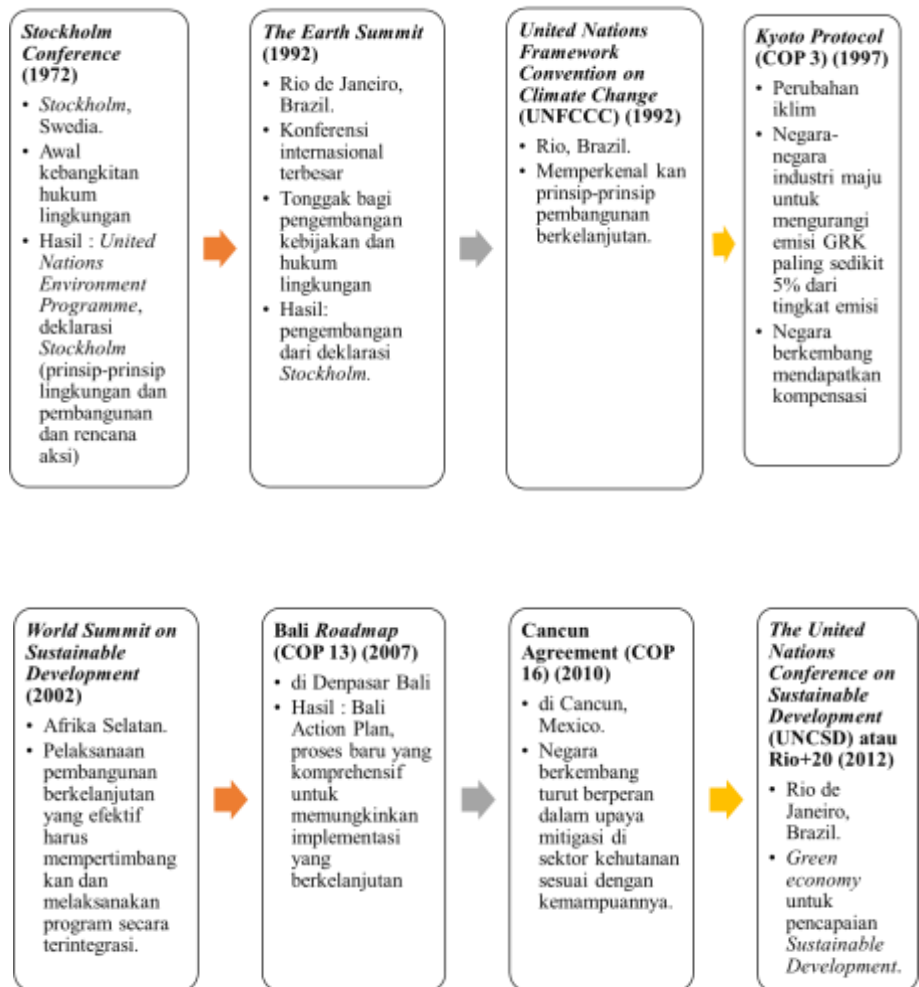 Stockholm
Conference
(1972)
• Stockholm,
Swedia.
• Awal
kebangkitan
hukum
lingkungan
• Hasil : United
Nations
Environment
Programme,
deklarasi
Stockholm
(prinsip-prinsip
lingkungan dan
pembangunan
dan rencana
aksi)
The Earth Summit
(1992)
• Rio de Janeiro,
Brazil.
• Konferensi
internasional
terbesar
• Tonggak bagi
pengembangan
kebijakan dan
hukum
lingkungan
• Hasil:
pengembangan
dari deklarasi
Stockholm.
United Nations
Framework
Convention on
Climate Change
(UNFCCC) (1992)
• Rio, Brazil.
• Memperkenal kan
prinsip-prinsip
pembangunan
berkelanjutan.
Kyoto Protocol
(COP 3) (1997)
• Perubahan
iklim
• Negara-
negara
industri maju
untuk
mengurangi
emisi GRK
paling sedikit
5% dari
tingkat emisi
• Negara
berkembang
mendapatkan
kompensasi
World Summit on
Sustainable
Development
(2002)
• Afrika Selatan.
• Pelaksanaan
pembangunan
berkelanjutan
yang efektif
harus
mempertimbang
kan dan
melaksanakan
program secara
terintegrasi.
Bali Roadmap
(COP 13) (2007)
• di Denpasar Bali
• Hasil : Bali
Action Plan,
proses baru yang
komprehensif
untuk
memungkinkan
implementasi
yang
berkelanjutan
Cancun
Agreement (COP
16) (2010)
• di Cancun,
Mexico.
• Negara
berkembang
turut berperan
dalam upaya
mitigasi di
sektor kehutanan
sesuai dengan
kemampuannya.
The United
Nations
Conference on
Sustainable
Development
(UNCSD) atau
Rio+20 (2012)
• Rio de
Janeiro,
Brazil.
• Green
economy
untuk
pencapaian
Sustainable
Development.